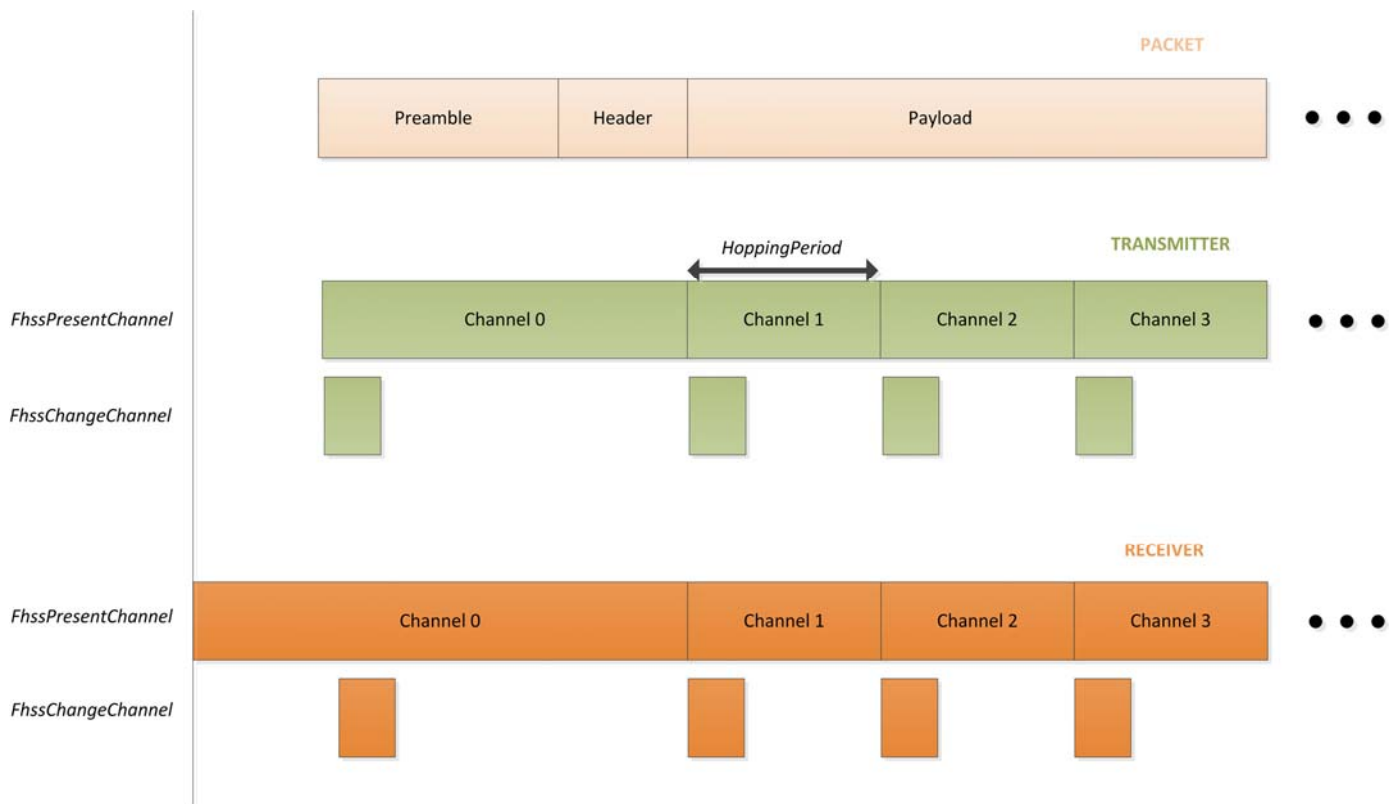 PACKET
Preamble Header Payload
HoppingPeriod
TRANSMITTER
FhssPresentChannel
Channel 0 Channel 1 Channel 2 Channel 3
FhssChangeChannel
RECEIVER
FhssPresentChannel
Channel 0 Channel 1 Channel 2 Channel 3
FhssChangeChannel